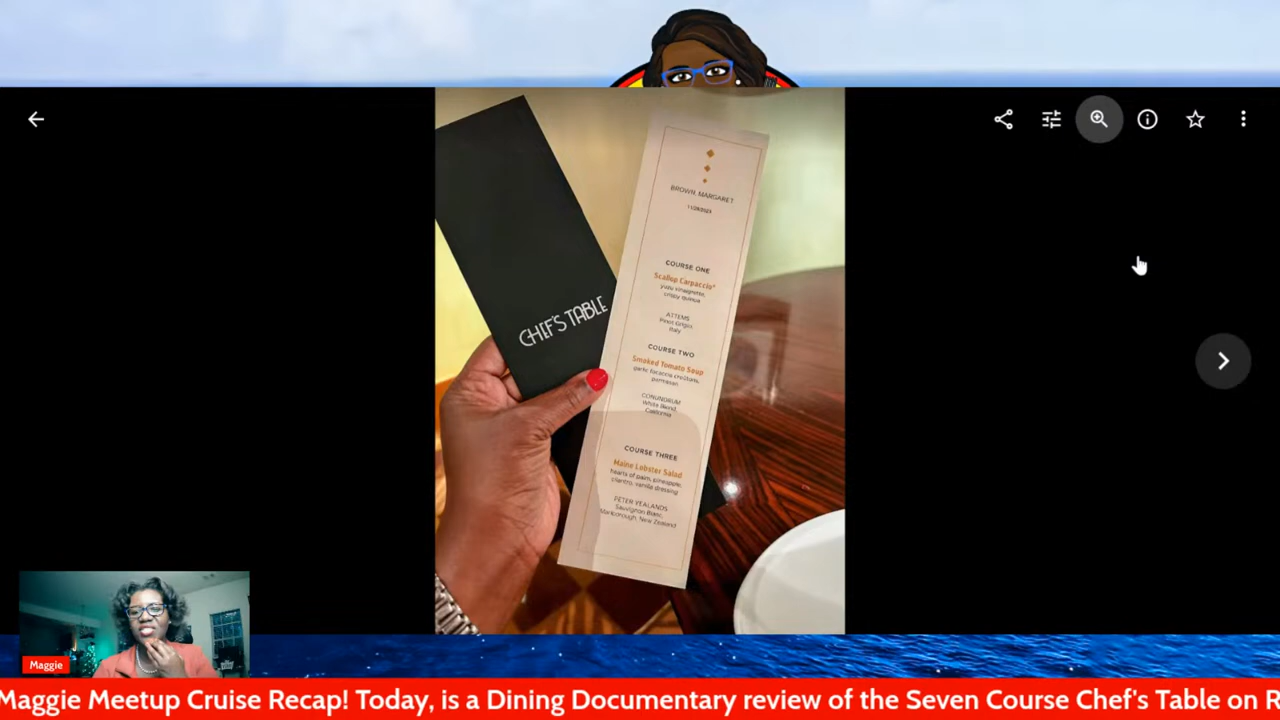 BROWN, MARGARET
CHEF'S TABLE
COURSE ONE
Scallop Carpaccio*
yuzu vinaigrette,
crispy quinoa
ATTEMS
Pinot Grigio
Italy
COURSE TWO
Smoked Tomato Soup
garlic focaccia croûtons,
parmesan
CONUNDRUM
White Blend,
California
COURSE THREE
Maine Lobster Salad
hearts of palm, pineapple,
cilantro, vanilla dressing
PETER YEALANDS
Sauvignon Blanc,
Marlborough, New Zealand
Maggie
Maggie Meetup Cruise Recap! Today, is a Dining Documentary review of the Seven Course Chef's Table on R